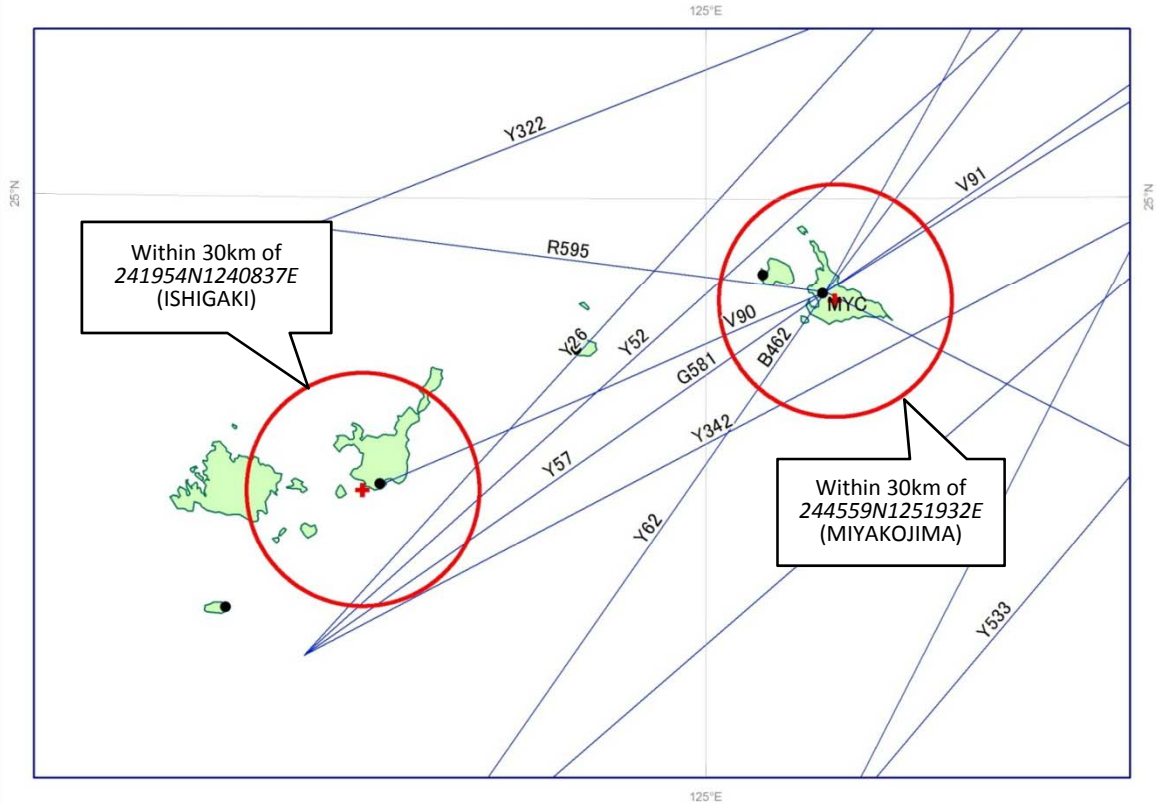 125°E
Y322
25°N
25°N
V91
Within 30km of
241954N1240837E
(ISHIGAKI)
R595
MYC
V90
Y26
Y52
B462
G581
Y342
Y57
Within 30km of
244559N1251932E
(MIYAKOJIMA)
Y62
Y533
125°E